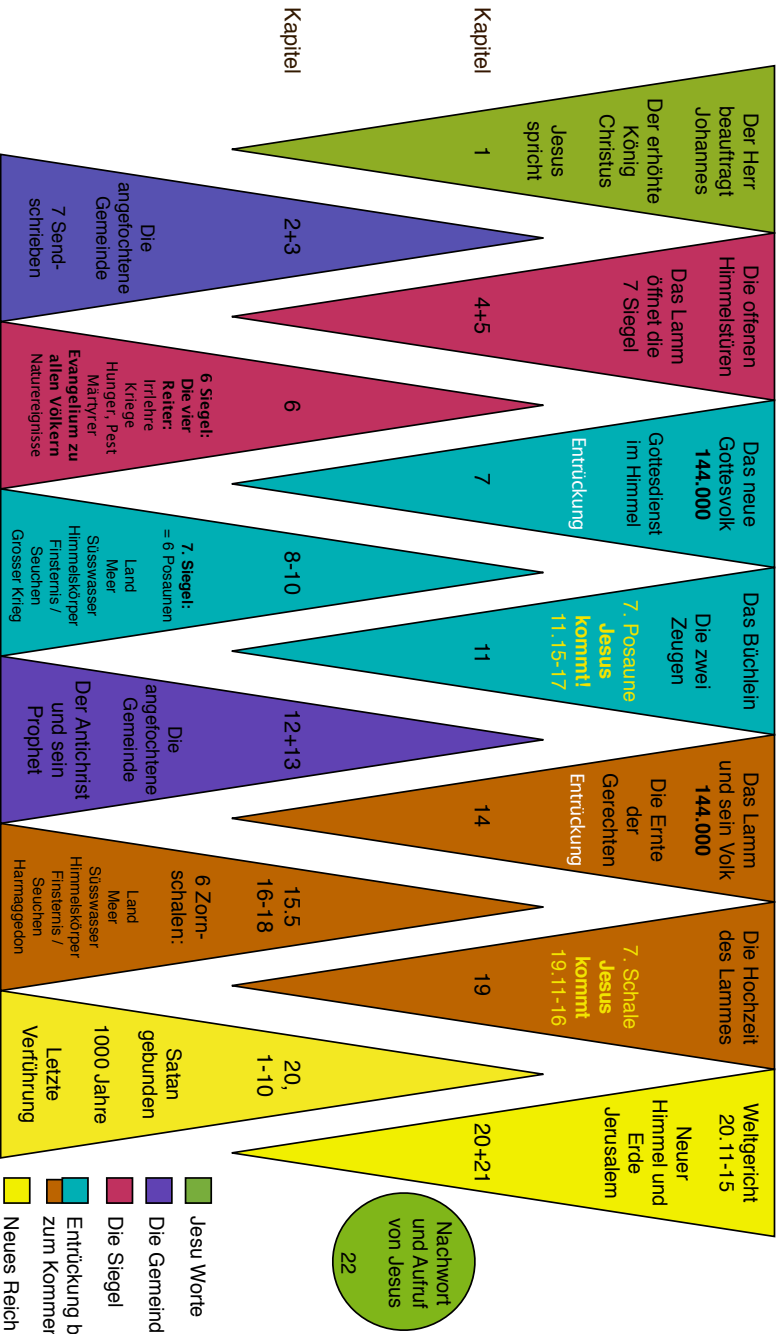 Kapitel
Der Herr
beauftragt
Johannes
Der erhöhte
König
Christus
Jesus
spricht
1
Die offenen
Himmelstüren
Das Lamm
öffnet die
7 Siegel
4+5
Das neue
Gottesvolk
144.000
Gottesdienst
im Himmel
Entrückung
7
Das Büchlein
Die zwei
Zeugen
7. Posaune
Jesus
kommt!
11.15-17
11
Das Lamm
und sein Volk
144.000
Die Ernte
der
Gerechten
Entrückung
14
Die Hochzeit
des Lammes
7. Schale
Jesus
kommt
19.11-16
19
Weltgericht
20.11-15
Neuer
Himmel und
Erde
Jerusalem
20+21
Nachwort
und Aufruf
von Jesus
22
Kapitel
2+3
Die
angefochtene
Gemeinde
7 Send-
schrieben
6
6 Siegel:
Die vier
Reiter:
Irrlehre
Kriege
Hunger, Pest
Märtyrer
Evangelium zu
allen Völkern
Naturereignisse
8-10
7. Siegel:
= 6 Posaunen
Land
Meer
Süsswasser
Himmelskörper
Finsternis /
Seuchen
Grosser Krieg
12+13
Die
angefochtene
Gemeinde
Der Antichrist
und sein
Prophet
15.5
16-18
6 Zorn-
schalen:
Land
Meer
Süsswasser
Himmelskörper
Finsternis /
Seuchen
Harmaggedon
20,
1-10
Satan
gebunden
1000 Jahre
Letzte
Verführung
Jesu Worte
Die Gemeind
Die Siegel
Entrückung b
zum Kommer
Neues Reich